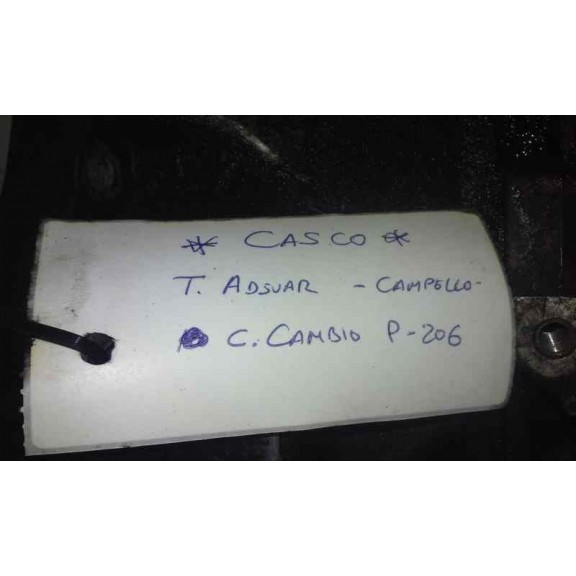 * CASCO *
T. ADSUAR - CAMPELLO -
● C. CAMBIO P-206